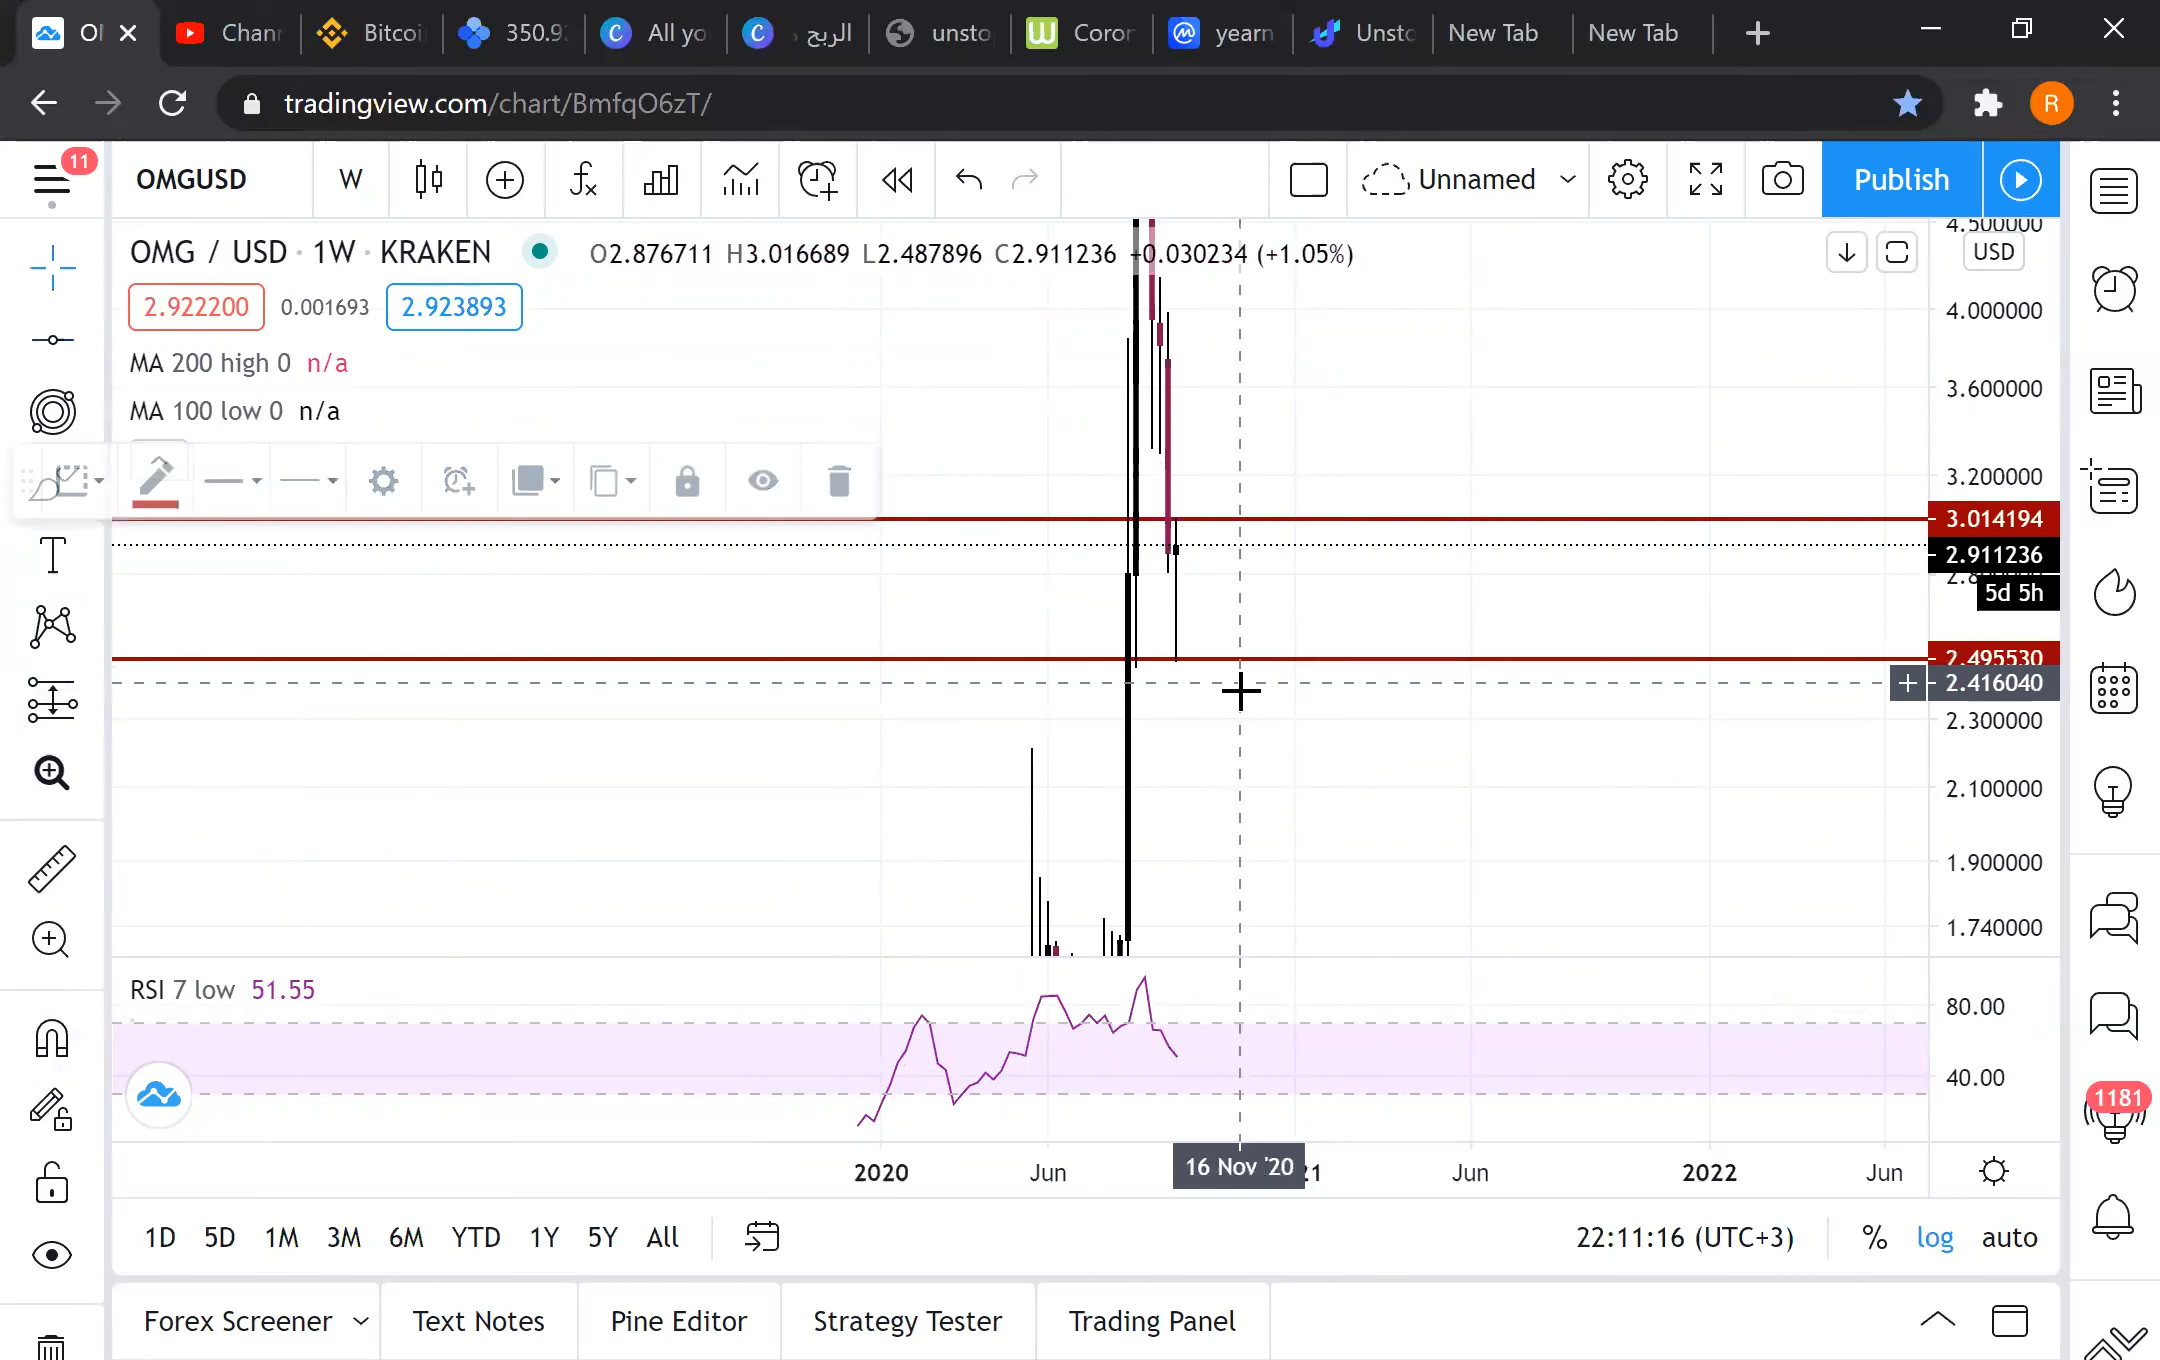 Ol
Chan
Bitcoi
350.9
All yo
الربح
unsto
Coror
yearn
Unsto
New Tab
New Tab
tradingview.com/chart/BmfqO6zT/
R
11
OMGUSD
W
Unnamed
Publish
OMG / USD · 1W · KRAKEN
O2.876711 H3.016689 L2.487896 C2.911236 +0.030234 (+1.05%)
USD
2.922200
0.001693
2.923893
MA 200 high 0 n/a
MA 100 low 0 n/a
4.500000
4.000000
3.600000
3.200000
3.014194
2.911236
5d 5h
2.495530
2.416040
2.300000
2.100000
1.900000
1.740000
RSI 7 low 51.55
80.00
40.00
1181
2020
Jun
16 Nov '20
21
Jun
2022
Jun
1D
5D
1M
3M
6M
YTD
1Y
5Y
All
22:11:16 (UTC+3)
%
log
auto
Forex Screener
Text Notes
Pine Editor
Strategy Tester
Trading Panel